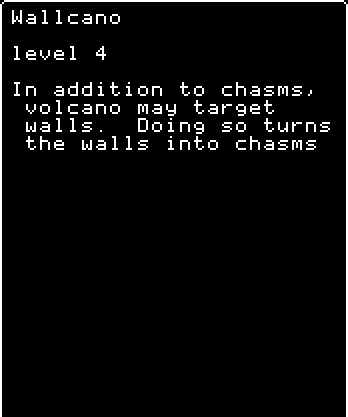 Wallcano
level 4
In addition to chasms,
volcano may target
walls.  Doing so turns
the walls into chasms